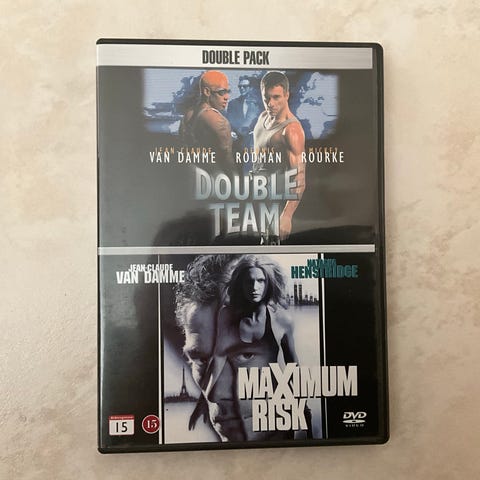 DOUBLE PACK
JEAN-CLAUDE DENNIS MICKEY
VAN DAMME RODMAN ROURKE
DOUBLE
TEAM
JEAN-CLAUDE
VAN DAMME
NATASHA
HENSTRIDGE
MAXIMUM
RISK
15
15
DVD
VIDEO